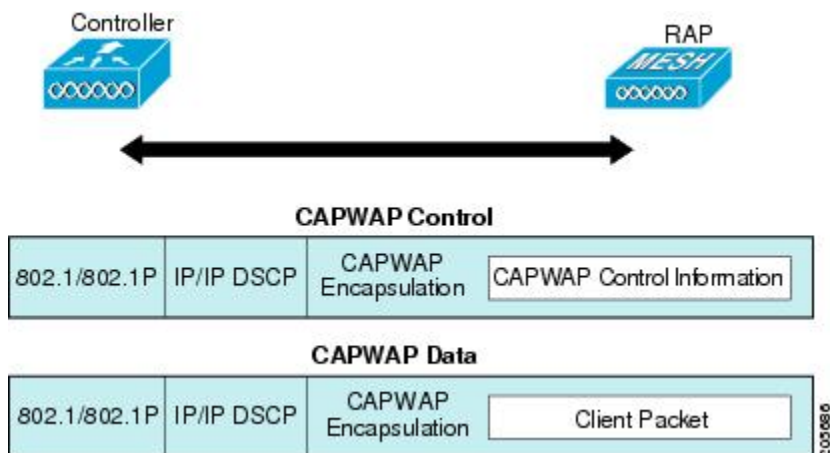 Controller
RAP
MESH
CAPWAP Control
802.1/802.1P
IP/IP DSCP
CAPWAP
Encapsulation
CAPWAP Control Information
CAPWAP Data
802.1/802.1P
IP/IP DSCP
CAPWAP
Encapsulation
Client Packet
205686